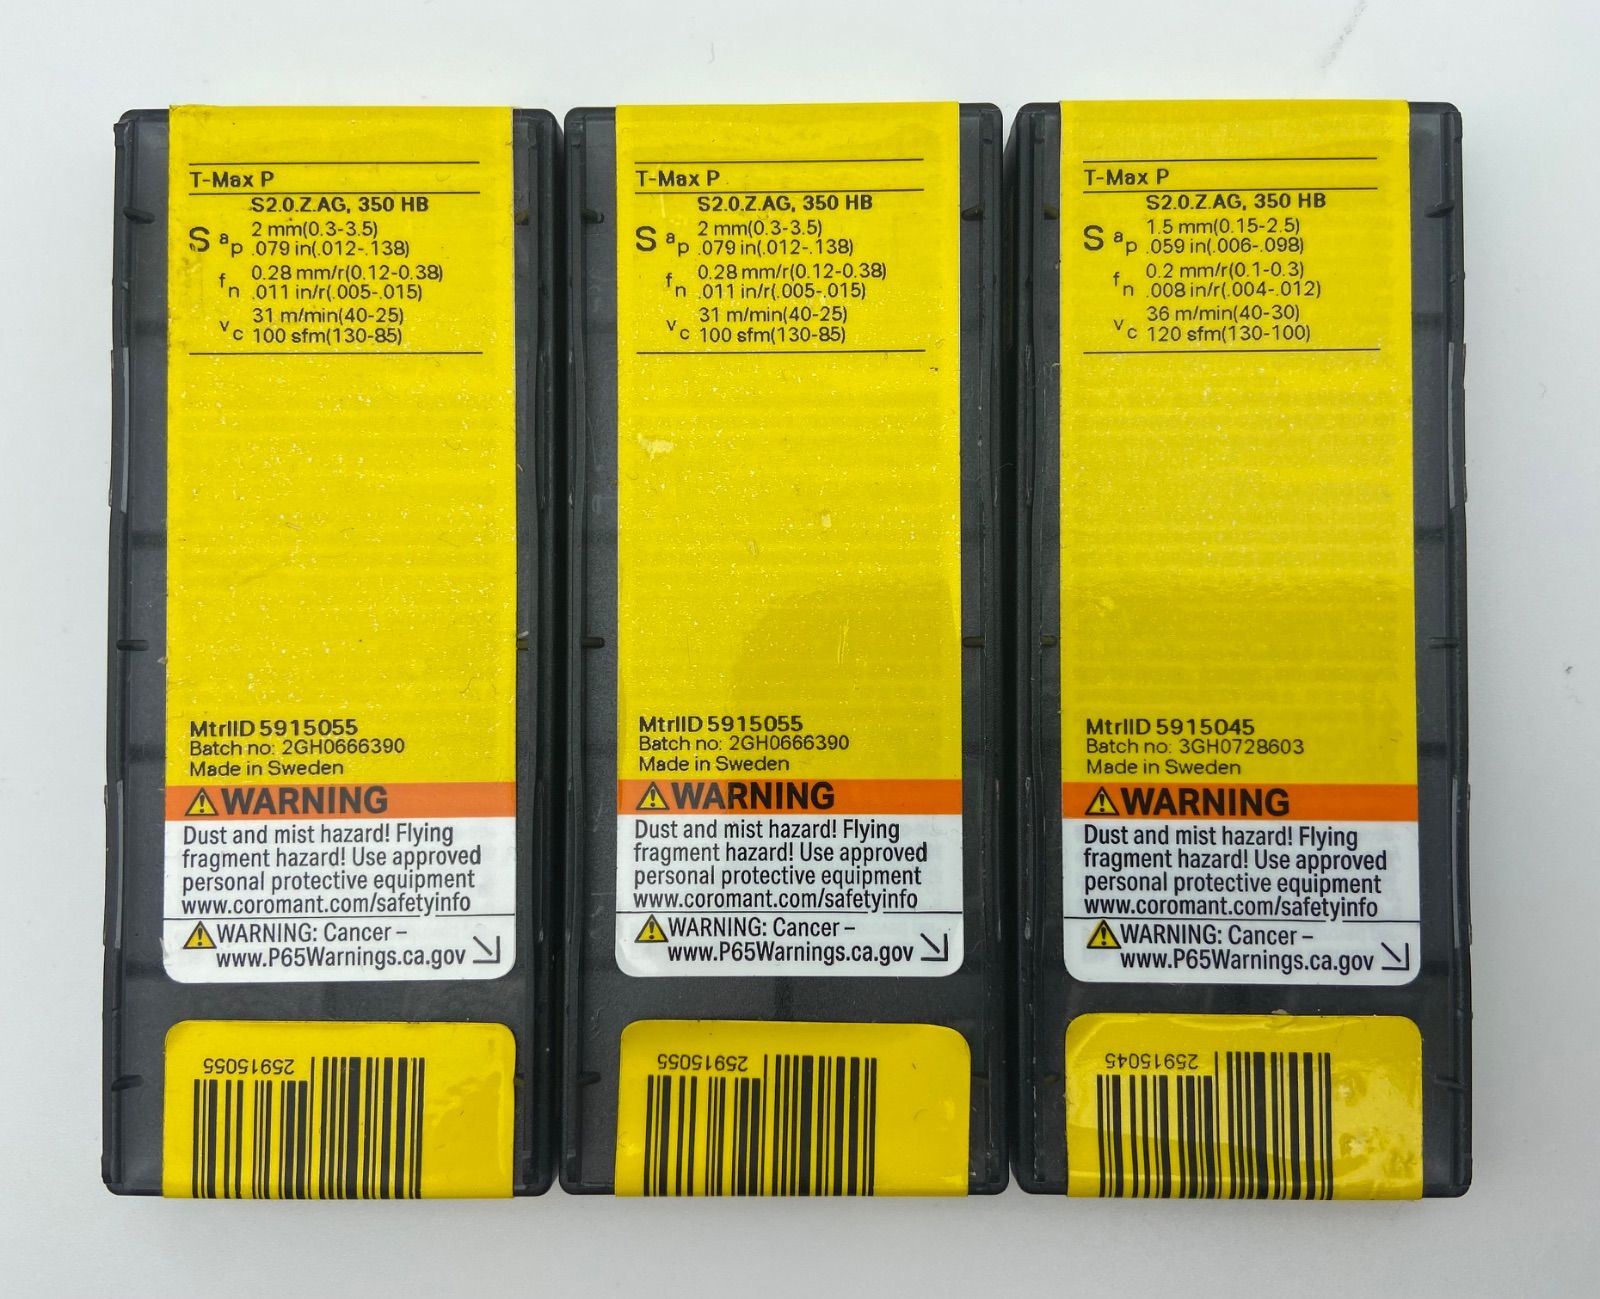 T-Max P
S2.0.Z.AG, 350 HB
S ap 2 mm(0.3-3.5)
.079 in(.012-.138)
fn 0.28 mm/r(0.12-0.38)
.011 in/r(.005-.015)
vc 31 m/min(40-25)
100 sfm(130-85)
MtrlID 5915055
Batch no: 2GH0666390
Made in Sweden
WARNING
Dust and mist hazard! Flying
fragment hazard! Use approved
personal protective equipment
www.coromant.com/safetyinfo
WARNING: Cancer –
www.P65Warnings.ca.gov
25915055
T-Max P
S2.0.Z.AG, 350 HB
S ap 2 mm(0.3-3.5)
.079 in(.012-.138)
fn 0.28 mm/r(0.12-0.38)
.011 in/r(.005-.015)
vc 31 m/min(40-25)
100 sfm(130-85)
MtrlID 5915055
Batch no: 2GH0666390
Made in Sweden
WARNING
Dust and mist hazard! Flying
fragment hazard! Use approved
personal protective equipment
www.coromant.com/safetyinfo
WARNING: Cancer –
www.P65Warnings.ca.gov
25915055
T-Max P
S2.0.Z.AG, 350 HB
S ap 1.5 mm(0.15-2.5)
.059 in(.006-.098)
fn 0.2 mm/r(0.1-0.3)
.008 in/r(.004-.012)
vc 36 m/min(40-30)
120 sfm(130-100)
MtrlID 5915045
Batch no: 3GH0728603
Made in Sweden
WARNING
Dust and mist hazard! Flying
fragment hazard! Use approved
personal protective equipment
www.coromant.com/safetyinfo
WARNING: Cancer –
www.P65Warnings.ca.gov
25915045